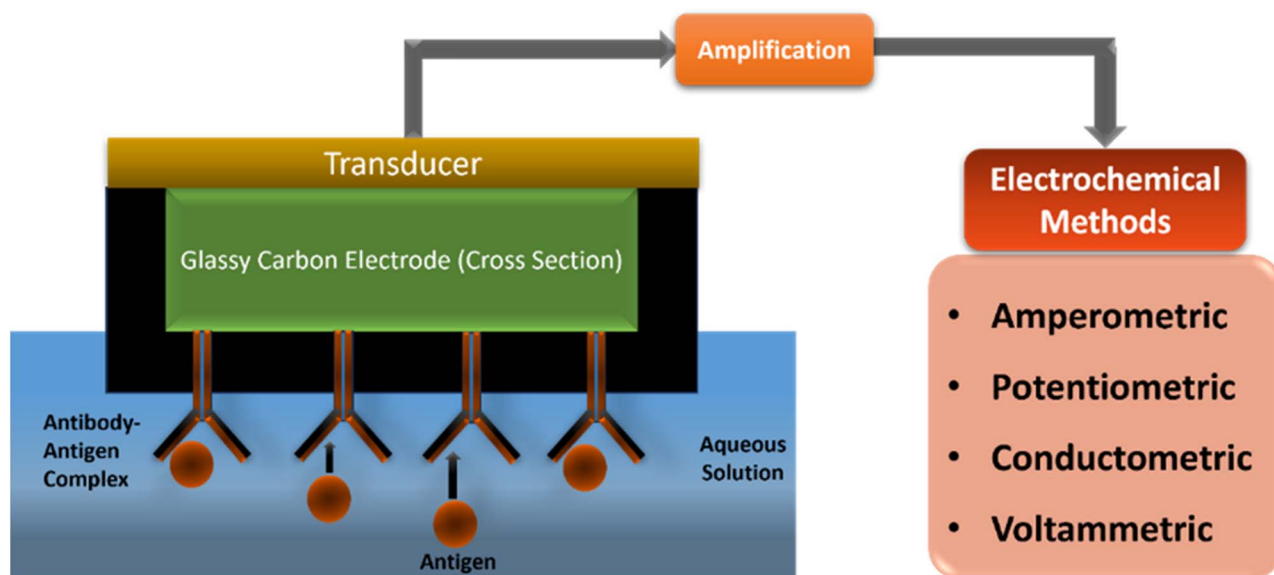 Amplification
Transducer
Electrochemical
Methods
Glassy Carbon Electrode (Cross Section)
• Amperometric
• Potentiometric
• Conductometric
• Voltammetric
Antibody-
Antigen
Complex
Aqueous
Solution
Antigen